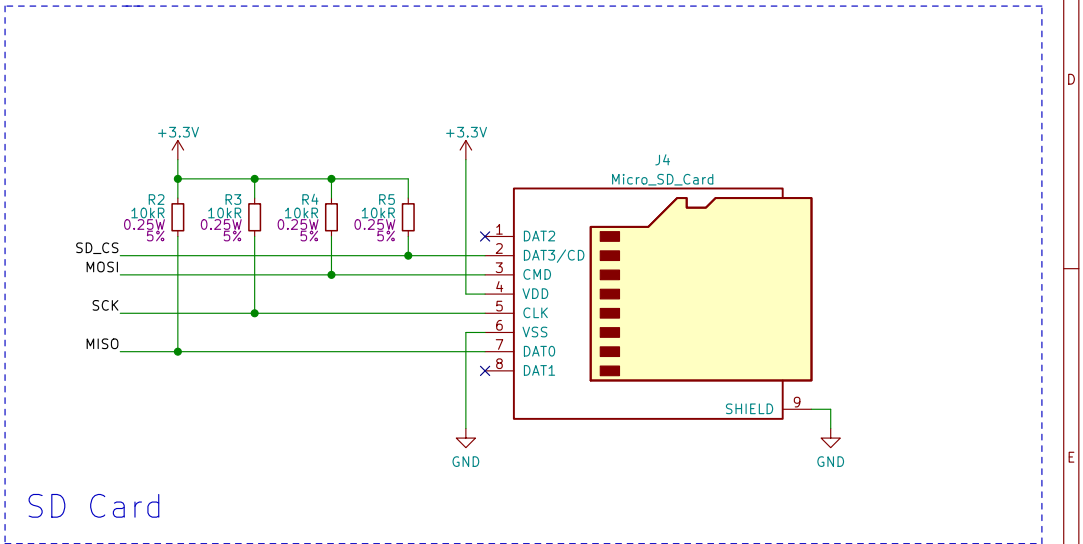 D
+3.3V
+3.3V
J4
Micro_SD_Card
R2
10kR
0.25W
5%
R3
10kR
0.25W
5%
R4
10kR
0.25W
5%
R5
10kR
0.25W
5%
SD_CS
MOSI
SCK
MISO
1 DAT2
2 DAT3/CD
3 CMD
4 VDD
5 CLK
6 VSS
7 DAT0
8 DAT1
SHIELD 9
GND
GND
E
SD Card